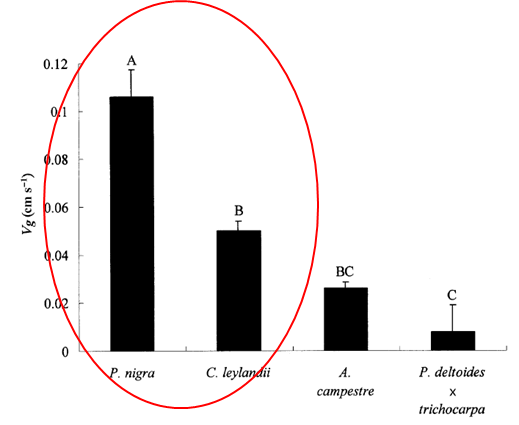 0.12
0.1
0.08
0.06
0.04
0.02
0
Vg (cm s⁻¹)
A
B
BC
C
P. nigra
C. leylandii
A.
campestre
P. deltoides
x
trichocarpa